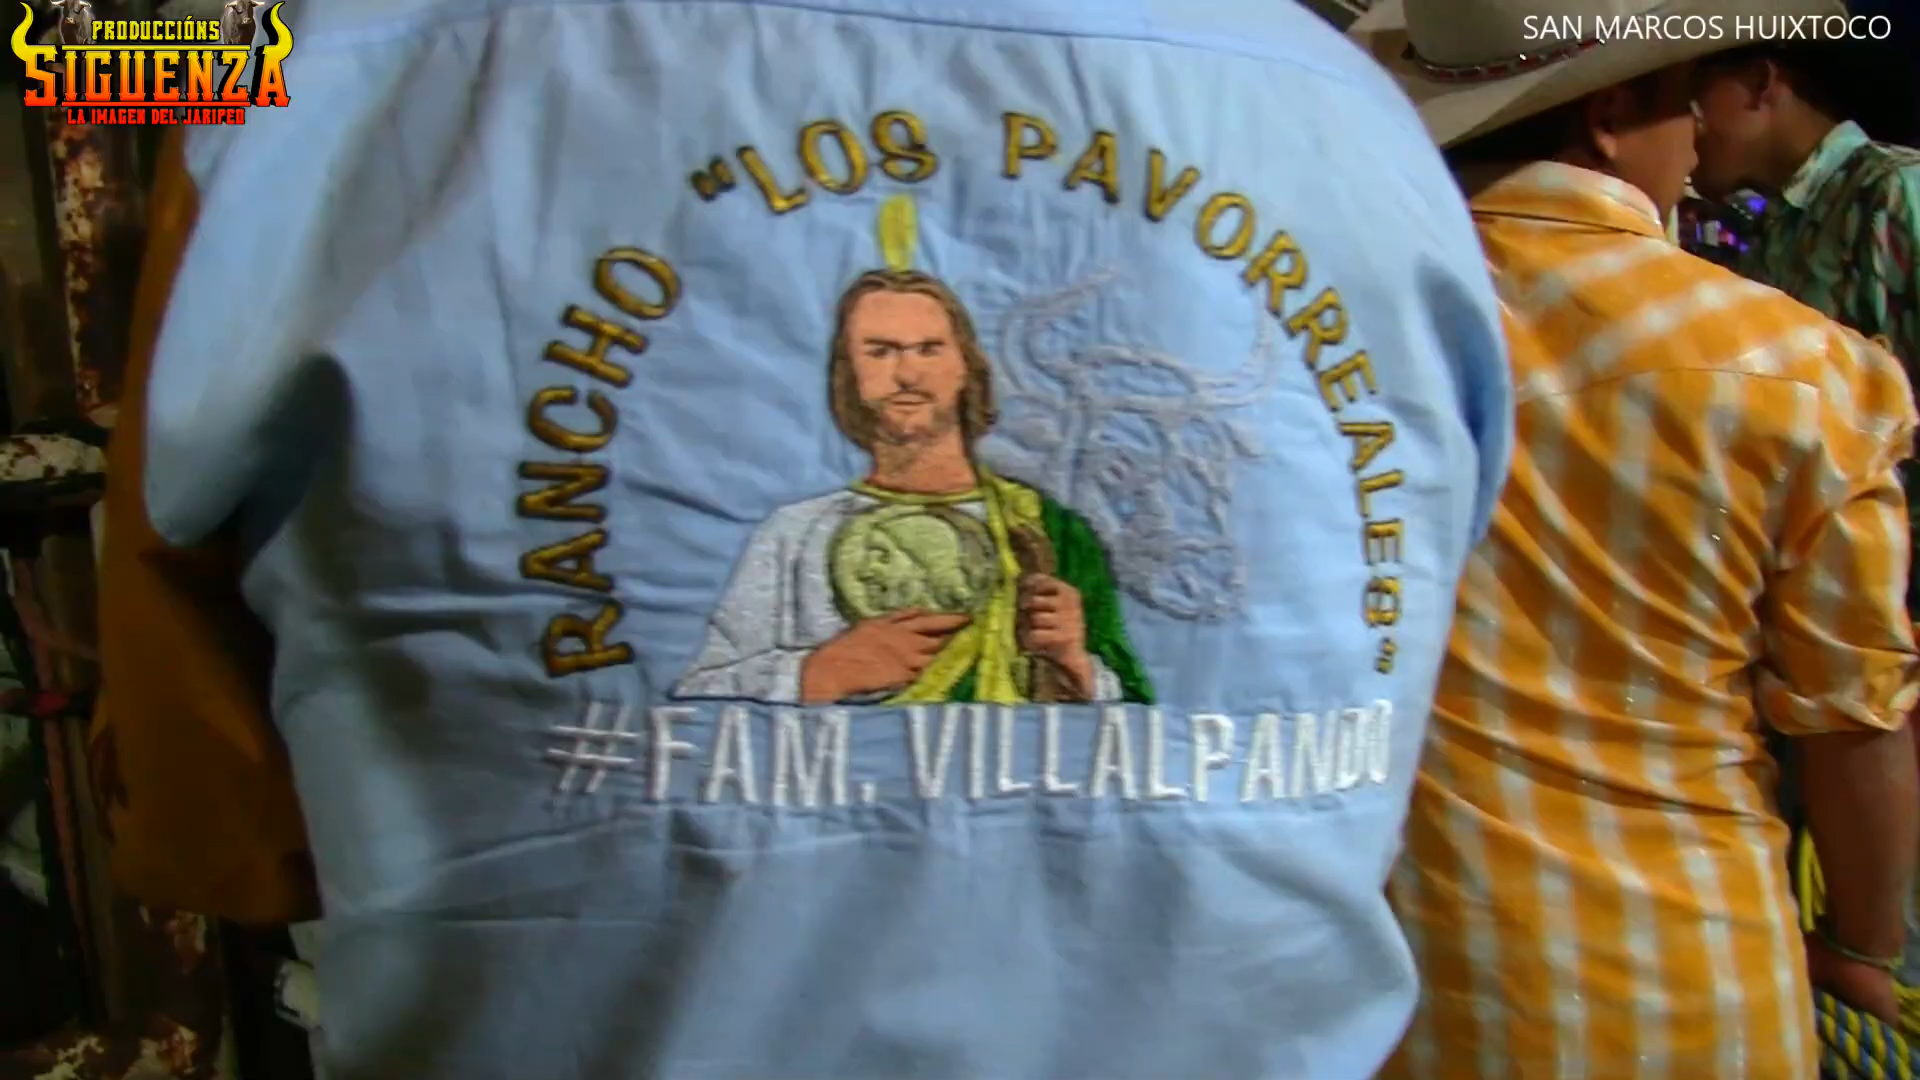 PRODUCCIÓNS
SIGUENZA
LA IMAGEN DEL JARIPEO
SAN MARCOS HUIXTOCO
RANCHO "LOS PAVORREALES"
#FAM. VILLALPANDO